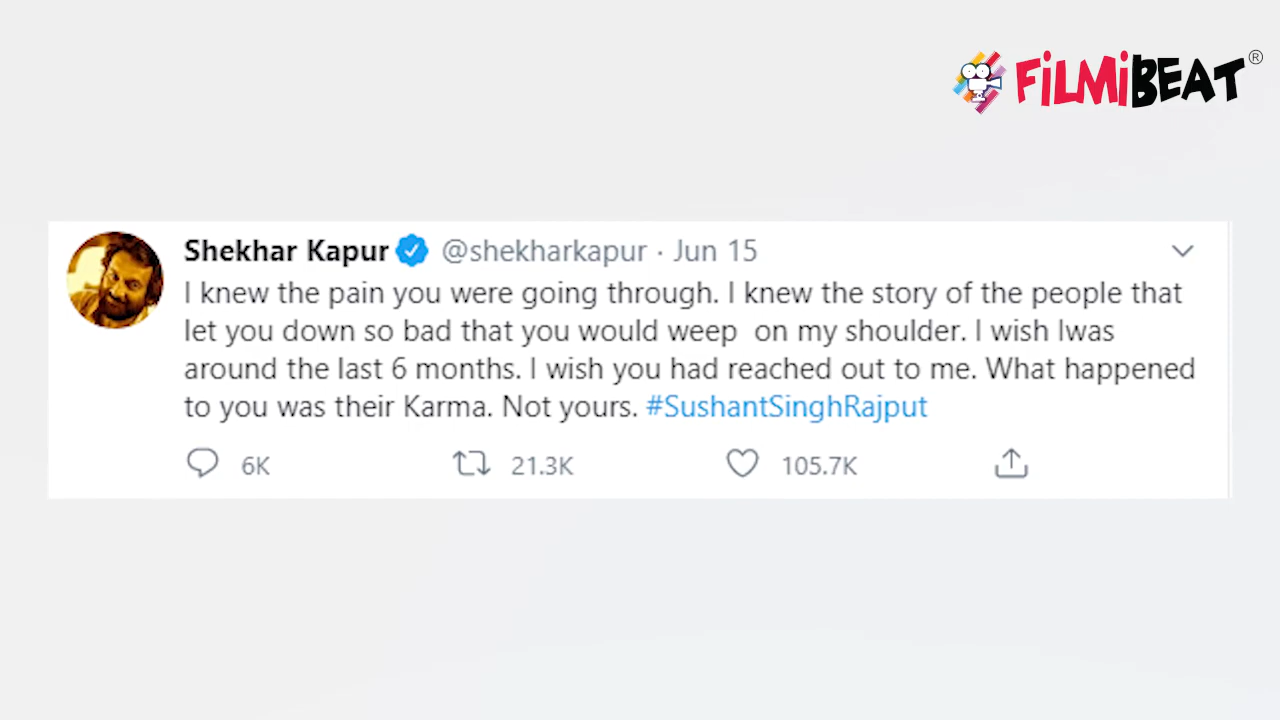 FiLMiBEAT®
Shekhar Kapur @shekharkapur · Jun 15
I knew the pain you were going through. I knew the story of the people that
let you down so bad that you would weep  on my shoulder. I wish Iwas
around the last 6 months. I wish you had reached out to me. What happened
to you was their Karma. Not yours. #SushantSinghRajput
6K 21.3K 105.7K